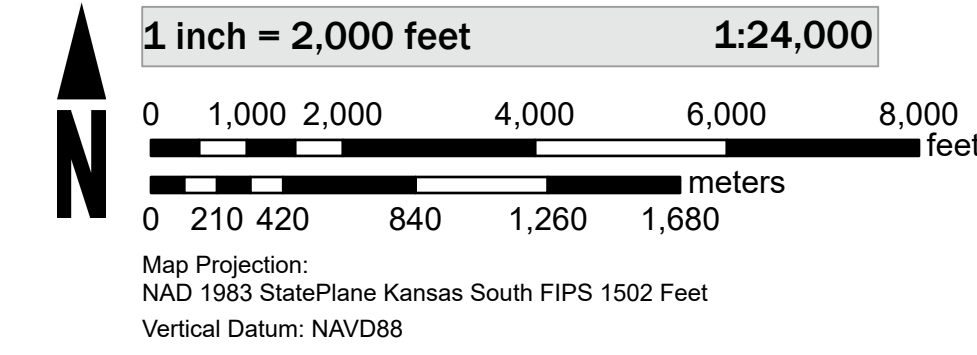 1 inch = 2,000 feet 1:24,000
0 1,000 2,000 4,000 6,000 8,000
feet
meters
0 210 420 840 1,260 1,680
N
Map Projection:
NAD 1983 StatePlane Kansas South FIPS 1502 Feet
Vertical Datum: NAVD88